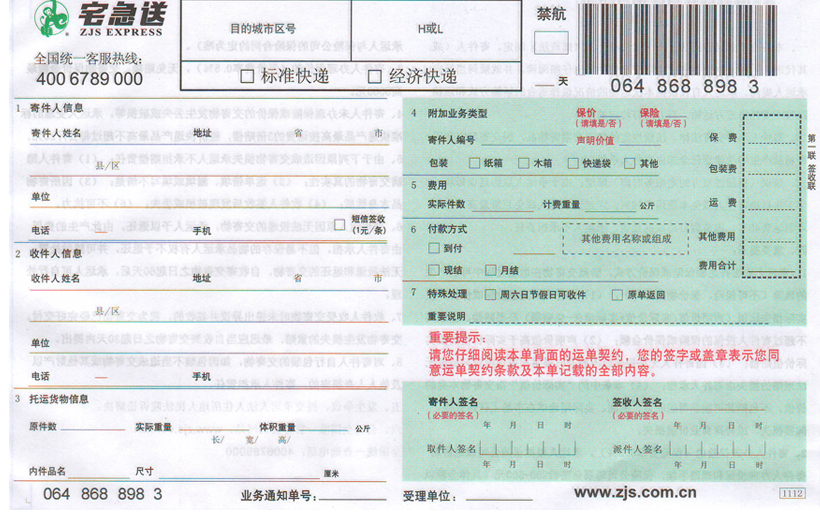 宅急送
ZJS EXPRESS
全国统一客服热线:
400 6789 000
目的城市区号
H或L
□ 标准快递 □ 经济快递
禁航
天
064 868 898 3
1 寄件人信息
寄件人姓名 地址 省 市
县/区
单位
电话 — 手机
□ 短信签收
(1元/条)
2 收件人信息
收件人姓名 地址 省 市
县/区
单位
电话 — 手机
3 托运货物信息
原件数 实际重量 体积重量 公斤
长/ 宽/ 高/
内件品名 尺寸 厘米
064 868 898 3
业务通知单号: 受理单位:
4 附加业务类型 保价 保险
(请填是/否) (请填是/否)
寄件人编号 声明价值
包装 □ 纸箱 □ 木箱 □ 快递袋 □ 其他
5 费用
实际件数 计费重量 公斤
6 付款方式
□ 到付
□ 现结 □ 月结
其他费用名称或组成
保 费
包装费
运 费
其他费用
费用合计
7 特殊处理 □ 周六日节假日可收件 □ 原单返回
重要说明
第一联 签收联
重要提示:
请您仔细阅读本单背面的运单契约，您的签字或盖章表示您同
意运单契约条款及本单记载的全部内容。
寄件人签名 签收人签名
(必要的签名) (必要的签名)
年 月 日 时 年 月 日 时
取件人签名 派件人签名
年 月 日 时 年 月 日 时
www.zjs.com.cn
1112